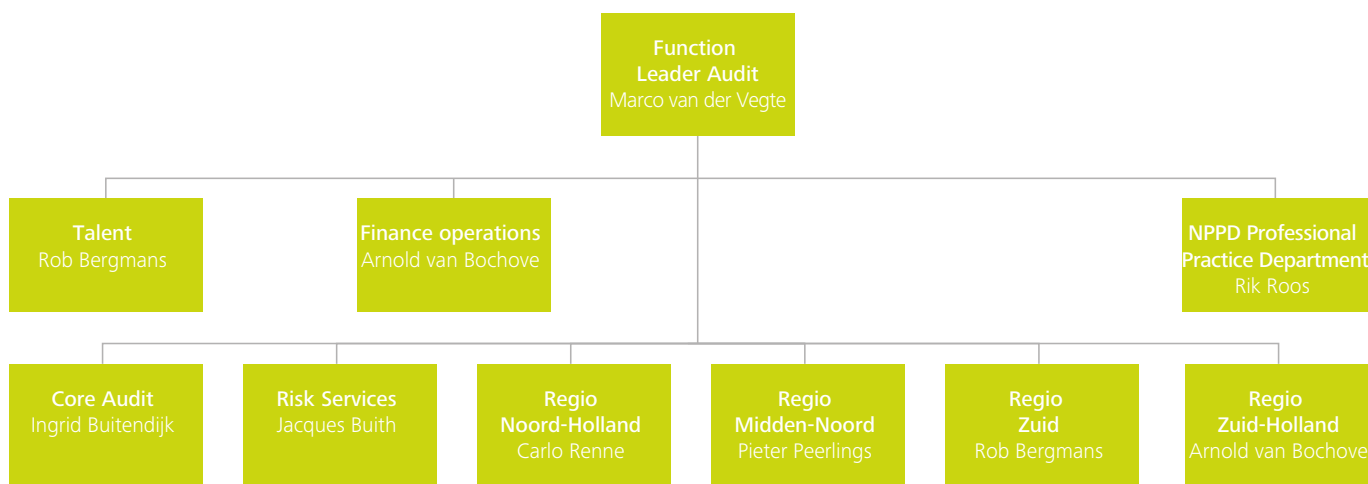 Function
Leader Audit
Marco van der Vegte
Talent
Rob Bergmans
Finance operations
Arnold van Bochove
NPPD Professional
Practice Department
Rik Roos
Core Audit
Ingrid Buitendijk
Risk Services
Jacques Buith
Regio
Noord-Holland
Carlo Renne
Regio
Midden-Noord
Pieter Peerlings
Regio
Zuid
Rob Bergmans
Regio
Zuid-Holland
Arnold van Bochove